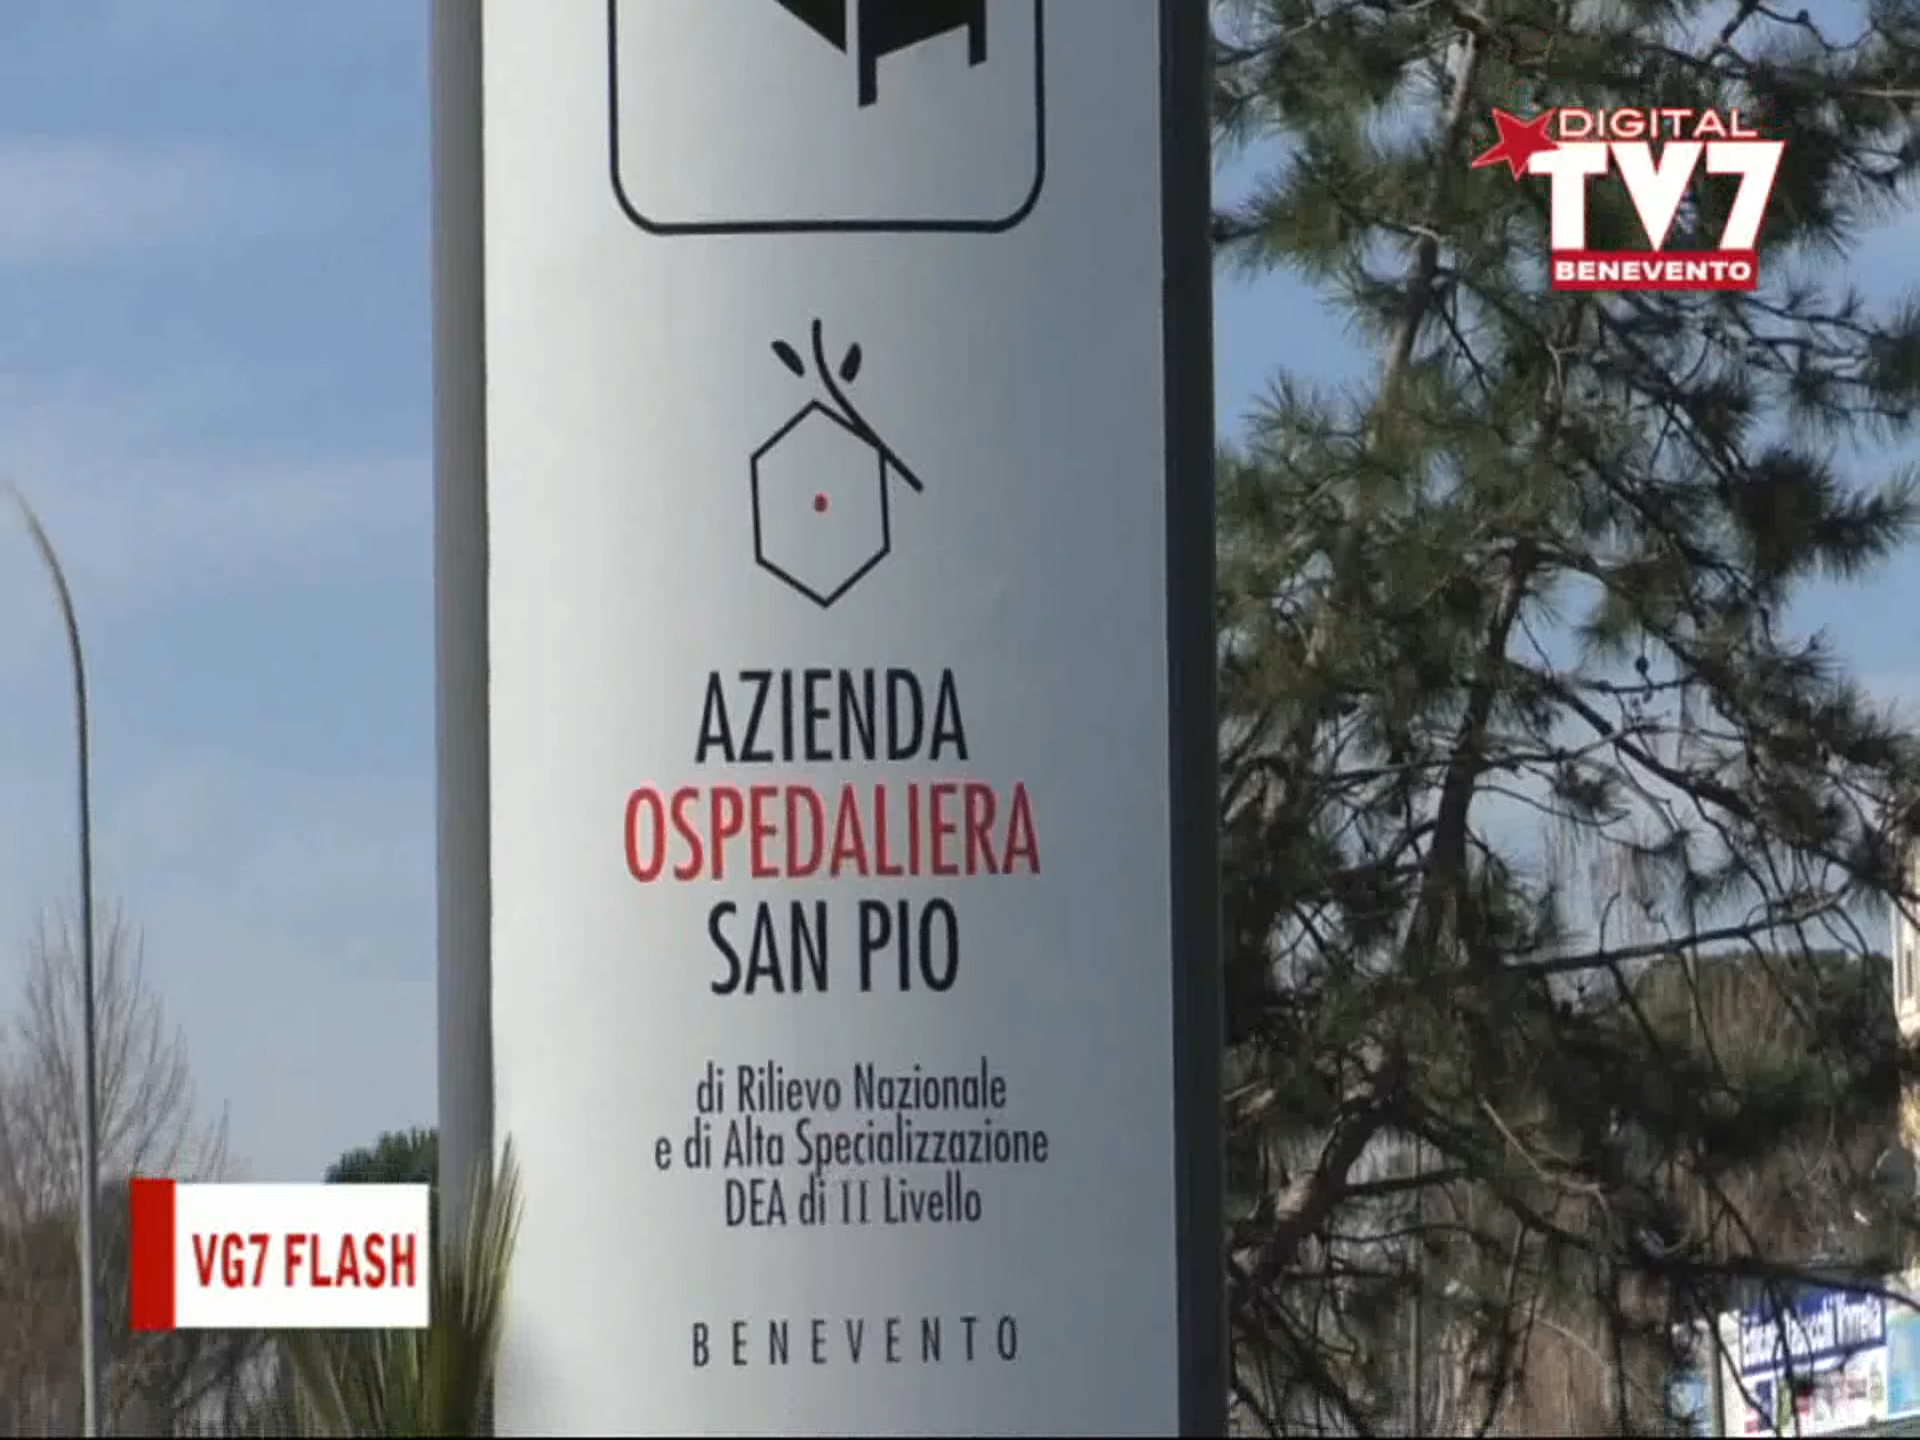 DIGITAL
TV7
BENEVENTO
AZIENDA
OSPEDALIERA
SAN PIO
di Rilievo Nazionale
e di Alta Specializzazione
DEA di II Livello
BENEVENTO
VG7 FLASH